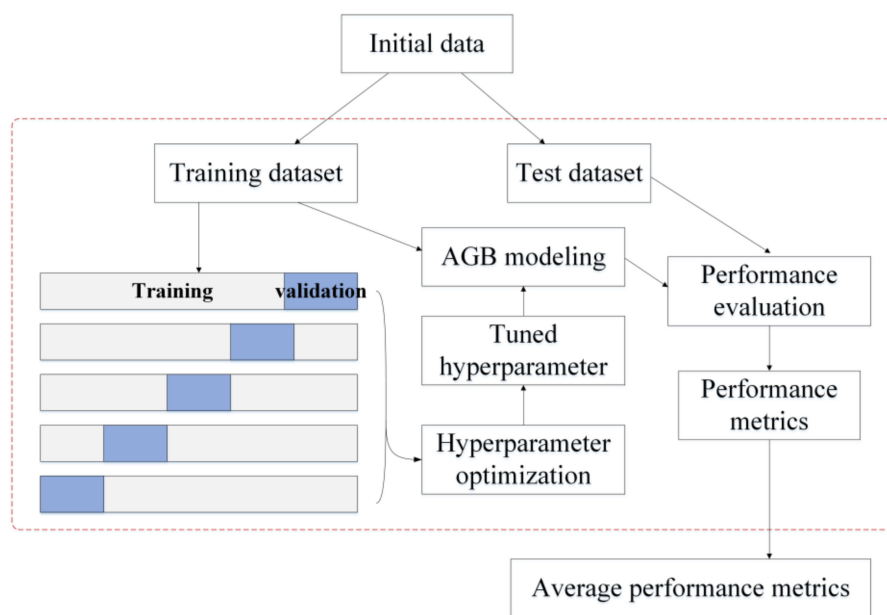 Initial data
Training dataset
Test dataset
AGB modeling
Performance
evaluation
Training
validation
Tuned
hyperparameter
Performance
metrics
Hyperparameter
optimization
Average performance metrics